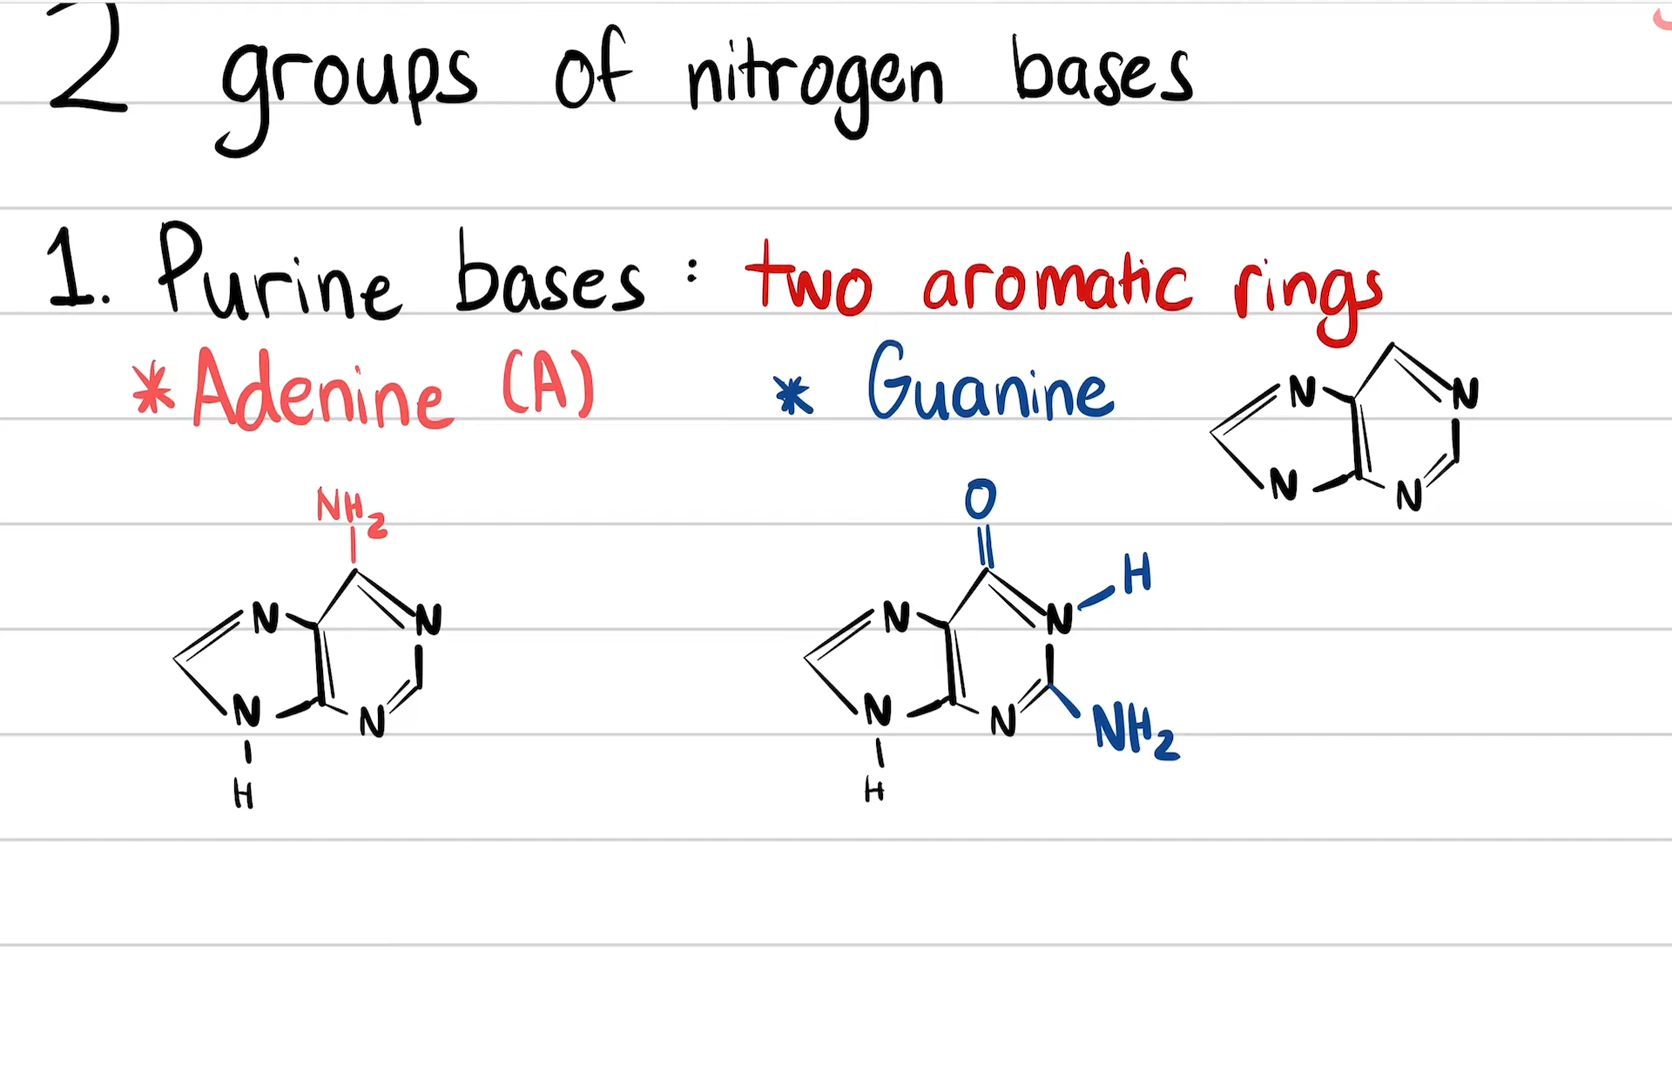 2 groups of nitrogen bases
1. Purine bases : two aromatic rings
*Adenine (A) * Guanine
N N
N N
NH2
N N
N N
H
O
H
N N
N N
NH2
H